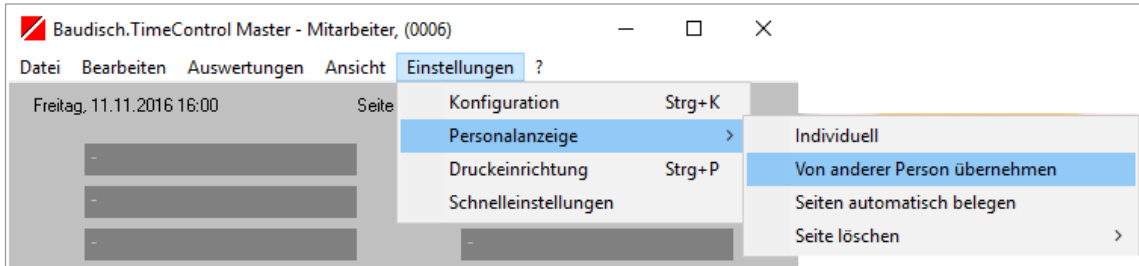 Baudisch.TimeControl Master - Mitarbeiter, (0006)
Datei Bearbeiten Auswertungen Ansicht Einstellungen ?
Freitag, 11.11.2016 16:00 Seite
Konfiguration Strg+K
Personalanzeige >
Druckeinrichtung Strg+P
Schnelleinstellungen
Individuell
Von anderer Person übernehmen
Seiten automatisch belegen
Seite löschen >
-
-
-
-